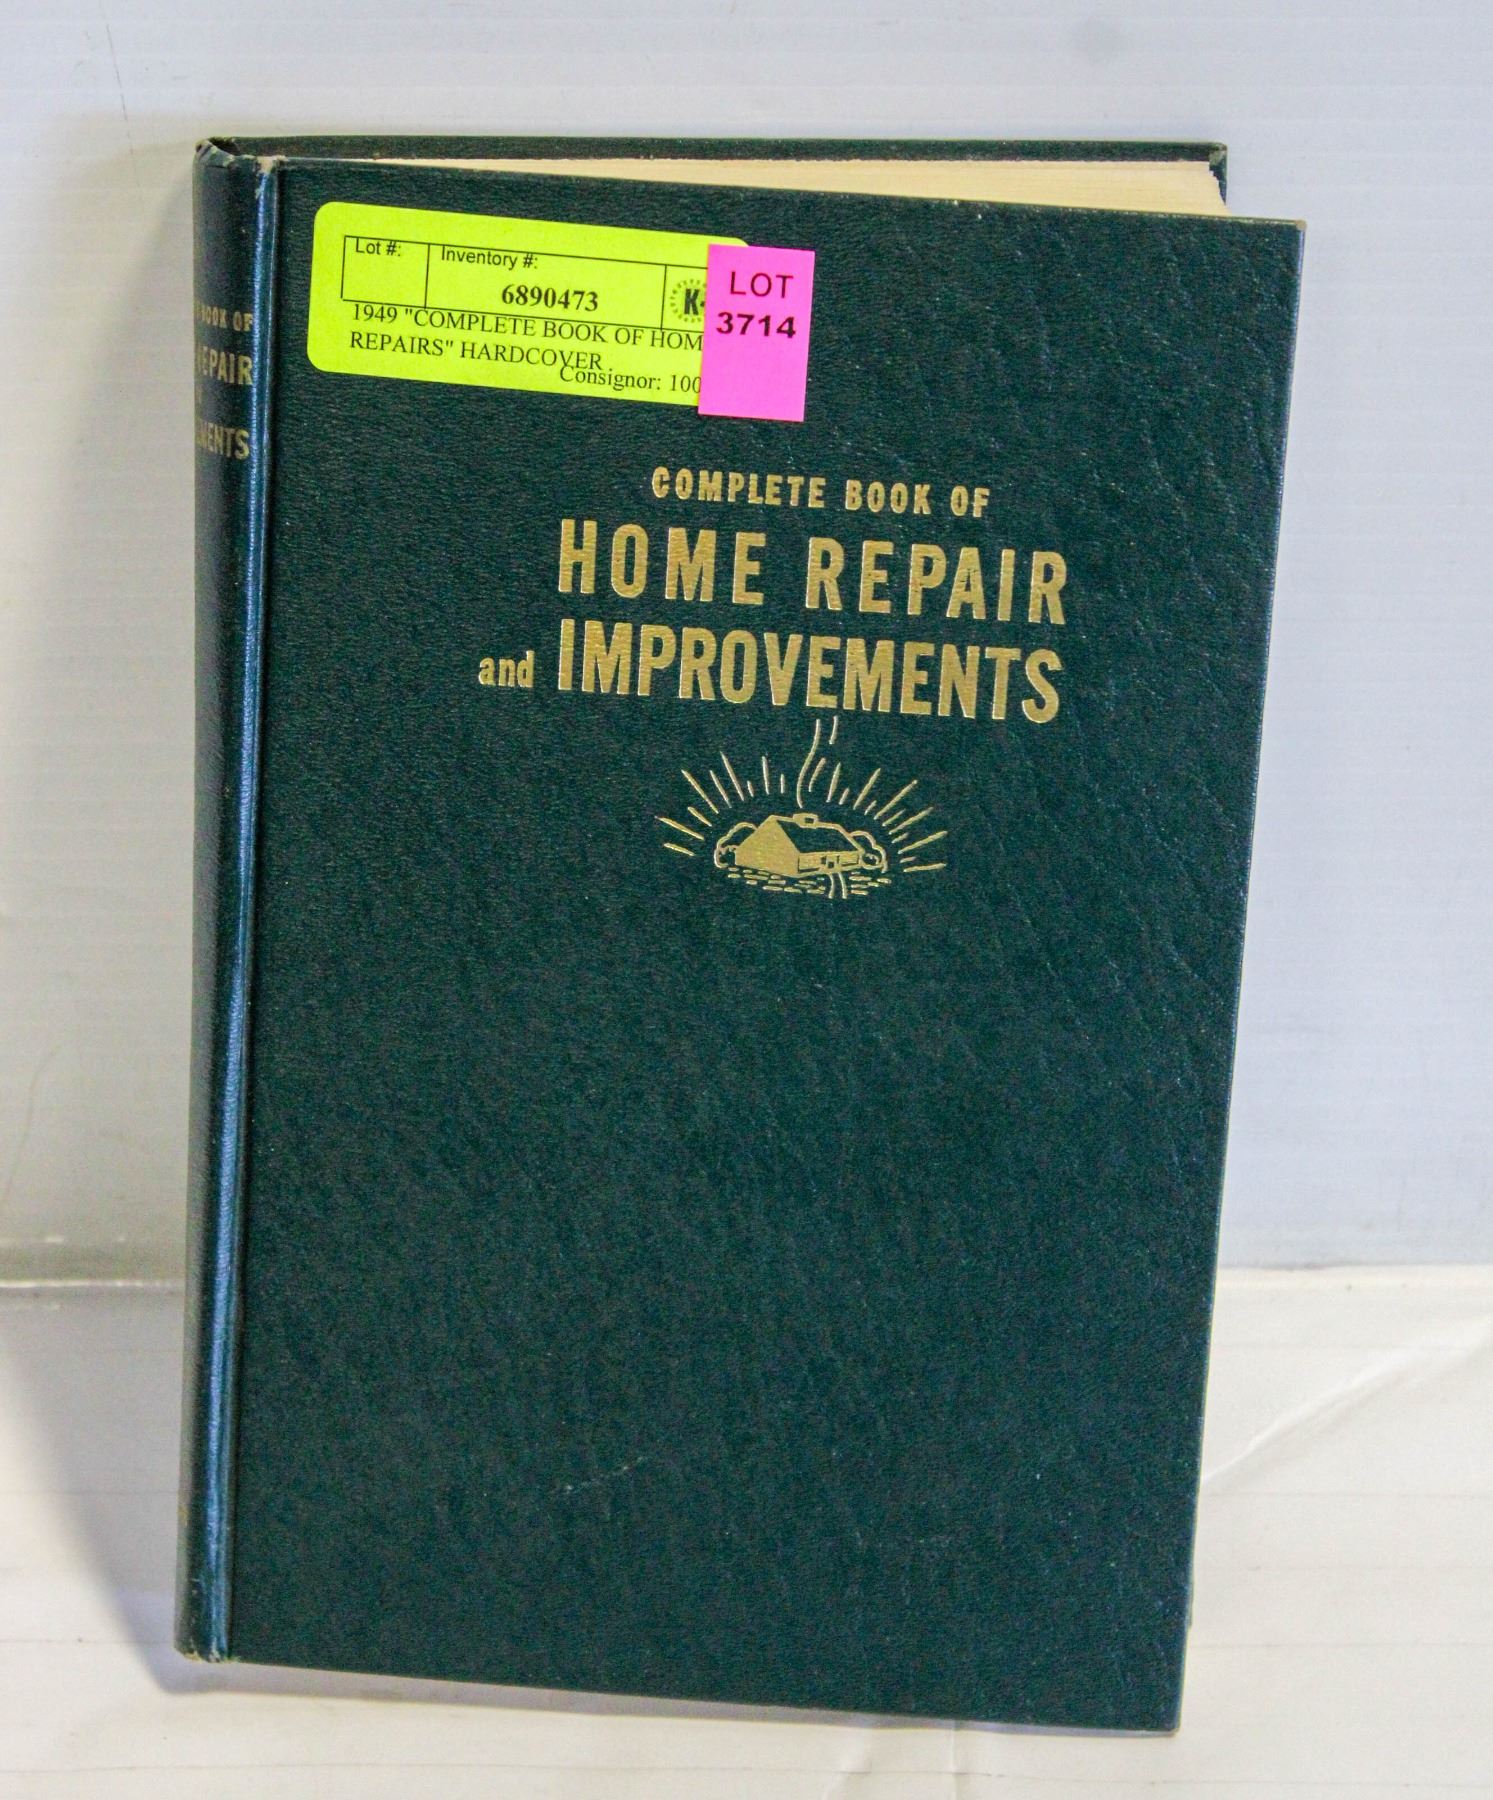 Lot #:
Inventory #:
6890473
K-
1949 "COMPLETE BOOK OF HOM
REPAIRS" HARDCOVER
Consignor: 100
LOT
3714
COMPLETE BOOK OF
HOME REPAIR
and IMPROVEMENTS
BOOK OF
EPAIR
EMENTS